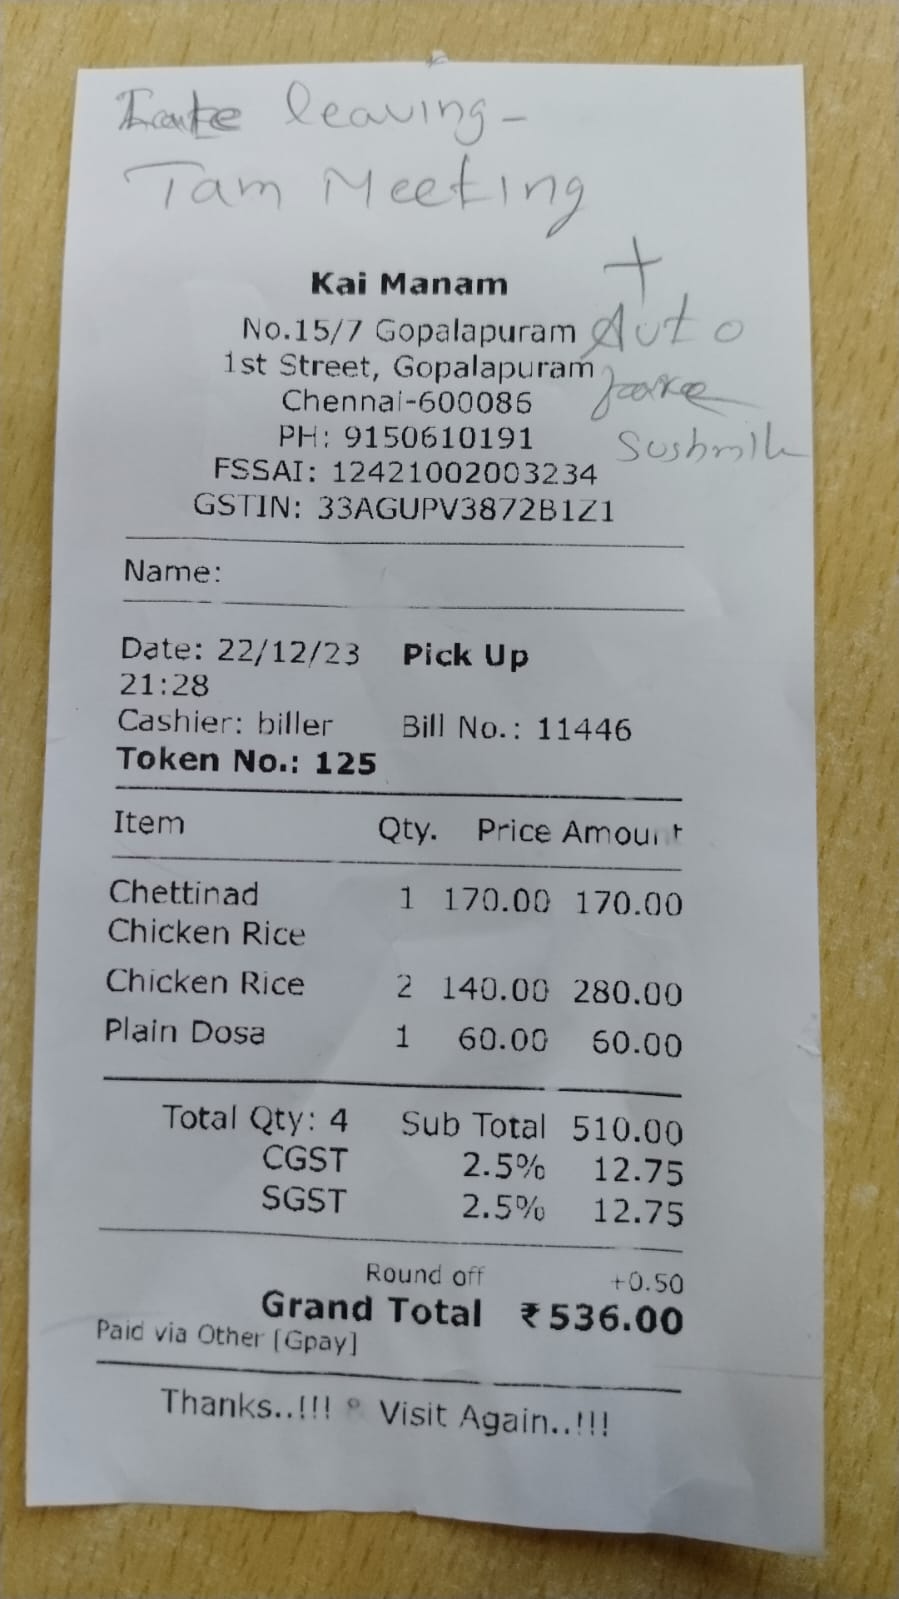 Late leaving -
Tam Meeting
+
Auto
fare
Kai Manam
No.15/7 Gopalapuram
1st Street, Gopalapuram
Chennai-600086
PH: 9150610191
FSSAI: 12421002003234
GSTIN: 33AGUPV3872B1Z1
Name:
Date: 22/12/23 Pick Up
21:28
Cashier: biller Bill No.: 11446
Token No.: 125
Item Qty. Price Amount
Chettinad 1 170.00 170.00
Chicken Rice
Chicken Rice 2 140.00 280.00
Plain Dosa 1 60.00 60.00
Total Qty: 4 Sub Total 510.00
CGST 2.5% 12.75
SGST 2.5% 12.75
Round off +0.50
Grand Total ₹536.00
Paid via Other [Gpay]
Thanks..!!! Visit Again..!!!